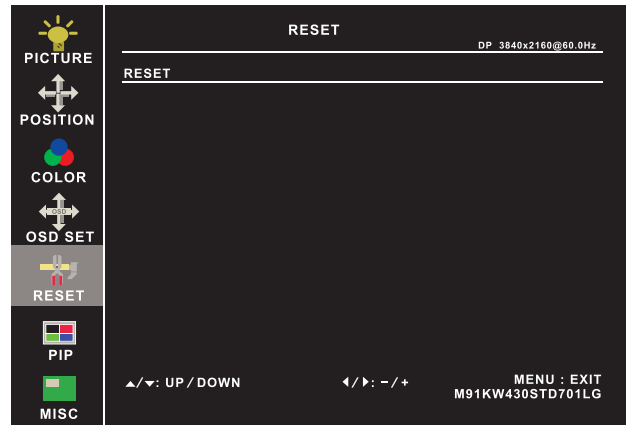 RESET
DP 3840x2160@60.0Hz
RESET
PICTURE
POSITION
COLOR
OSD
OSD SET
RESET
PIP
MISC
▲/▼: UP / DOWN
◀/▶: – / +
MENU : EXIT
M91KW430STD701LG